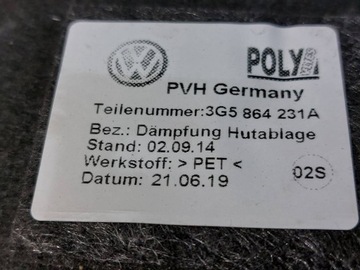 POLY
PVH Germany
Teilenummer:3G5 864 231A
Bez.: Dämpfung Hutablage
Stand: 02.09.14
Werkstoff: > PET <
Datum: 21.06.19
02S